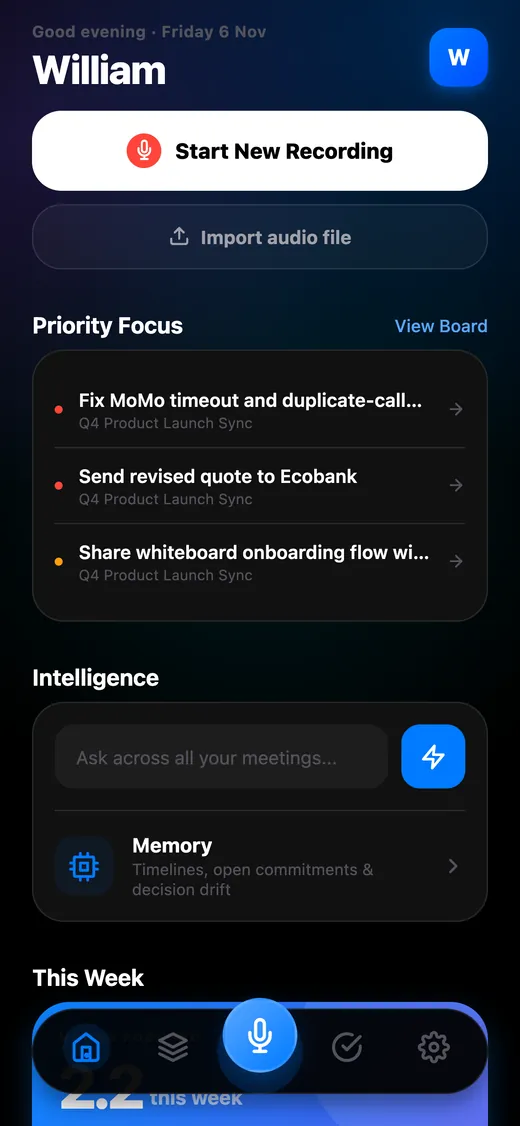 Good evening · Friday 6 Nov
William
W
Start New Recording
Import audio file
Priority Focus
View Board
Fix MoMo timeout and duplicate-call...
Q4 Product Launch Sync
Send revised quote to Ecobank
Q4 Product Launch Sync
Share whiteboard onboarding flow wi...
Q4 Product Launch Sync
Intelligence
Ask across all your meetings...
Memory
Timelines, open commitments &
decision drift
This Week
2.2 this week